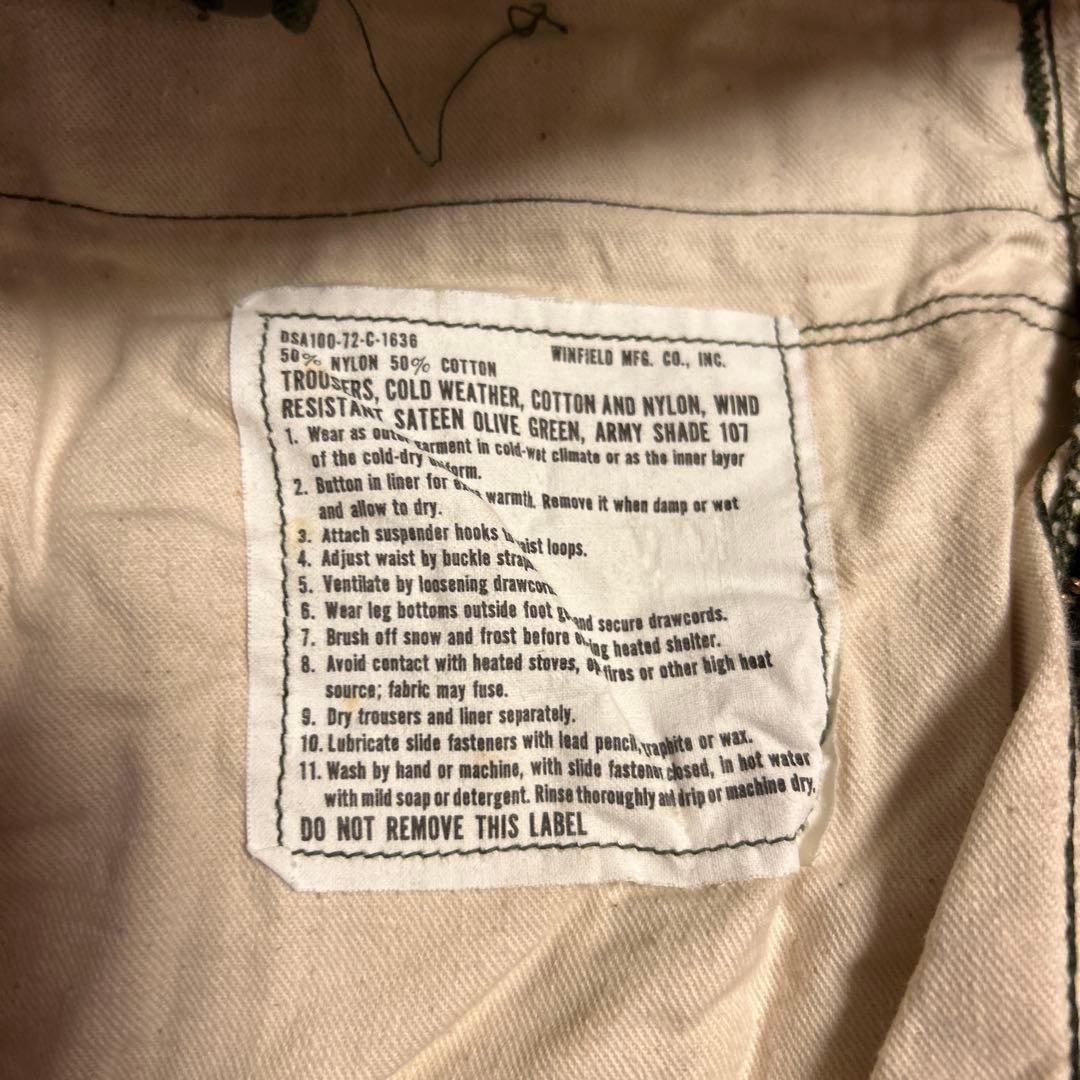 DSA100-72-C-1636
50% NYLON 50% COTTON WINFIELD MFG. CO., INC.
TROUSERS, COLD WEATHER, COTTON AND NYLON, WIND
RESISTANT SATEEN OLIVE GREEN, ARMY SHADE 107
1. Wear as outer garment in cold-wet climate or as the inner layer
of the cold-dry uniform.
2. Button in liner for extra warmth. Remove it when damp or wet
and allow to dry.
3. Attach suspender hooks waist loops.
4. Adjust waist by buckle
5. Ventilate by loosening
6. Wear leg bottoms outside foot and secure drawcords.
7. Brush off snow and frost before heated shelter.
8. Avoid contact with heated stoves, fires or other high heat
source; fabric may fuse.
9. Dry trousers and liner separately.
10. Lubricate slide fasteners with lead pencil, graphite or wax.
11. Wash by hand or machine, with slide fastener closed, in hot water
with mild soap or detergent. Rinse thoroughly and drip or machine dry.
DO NOT REMOVE THIS LABEL